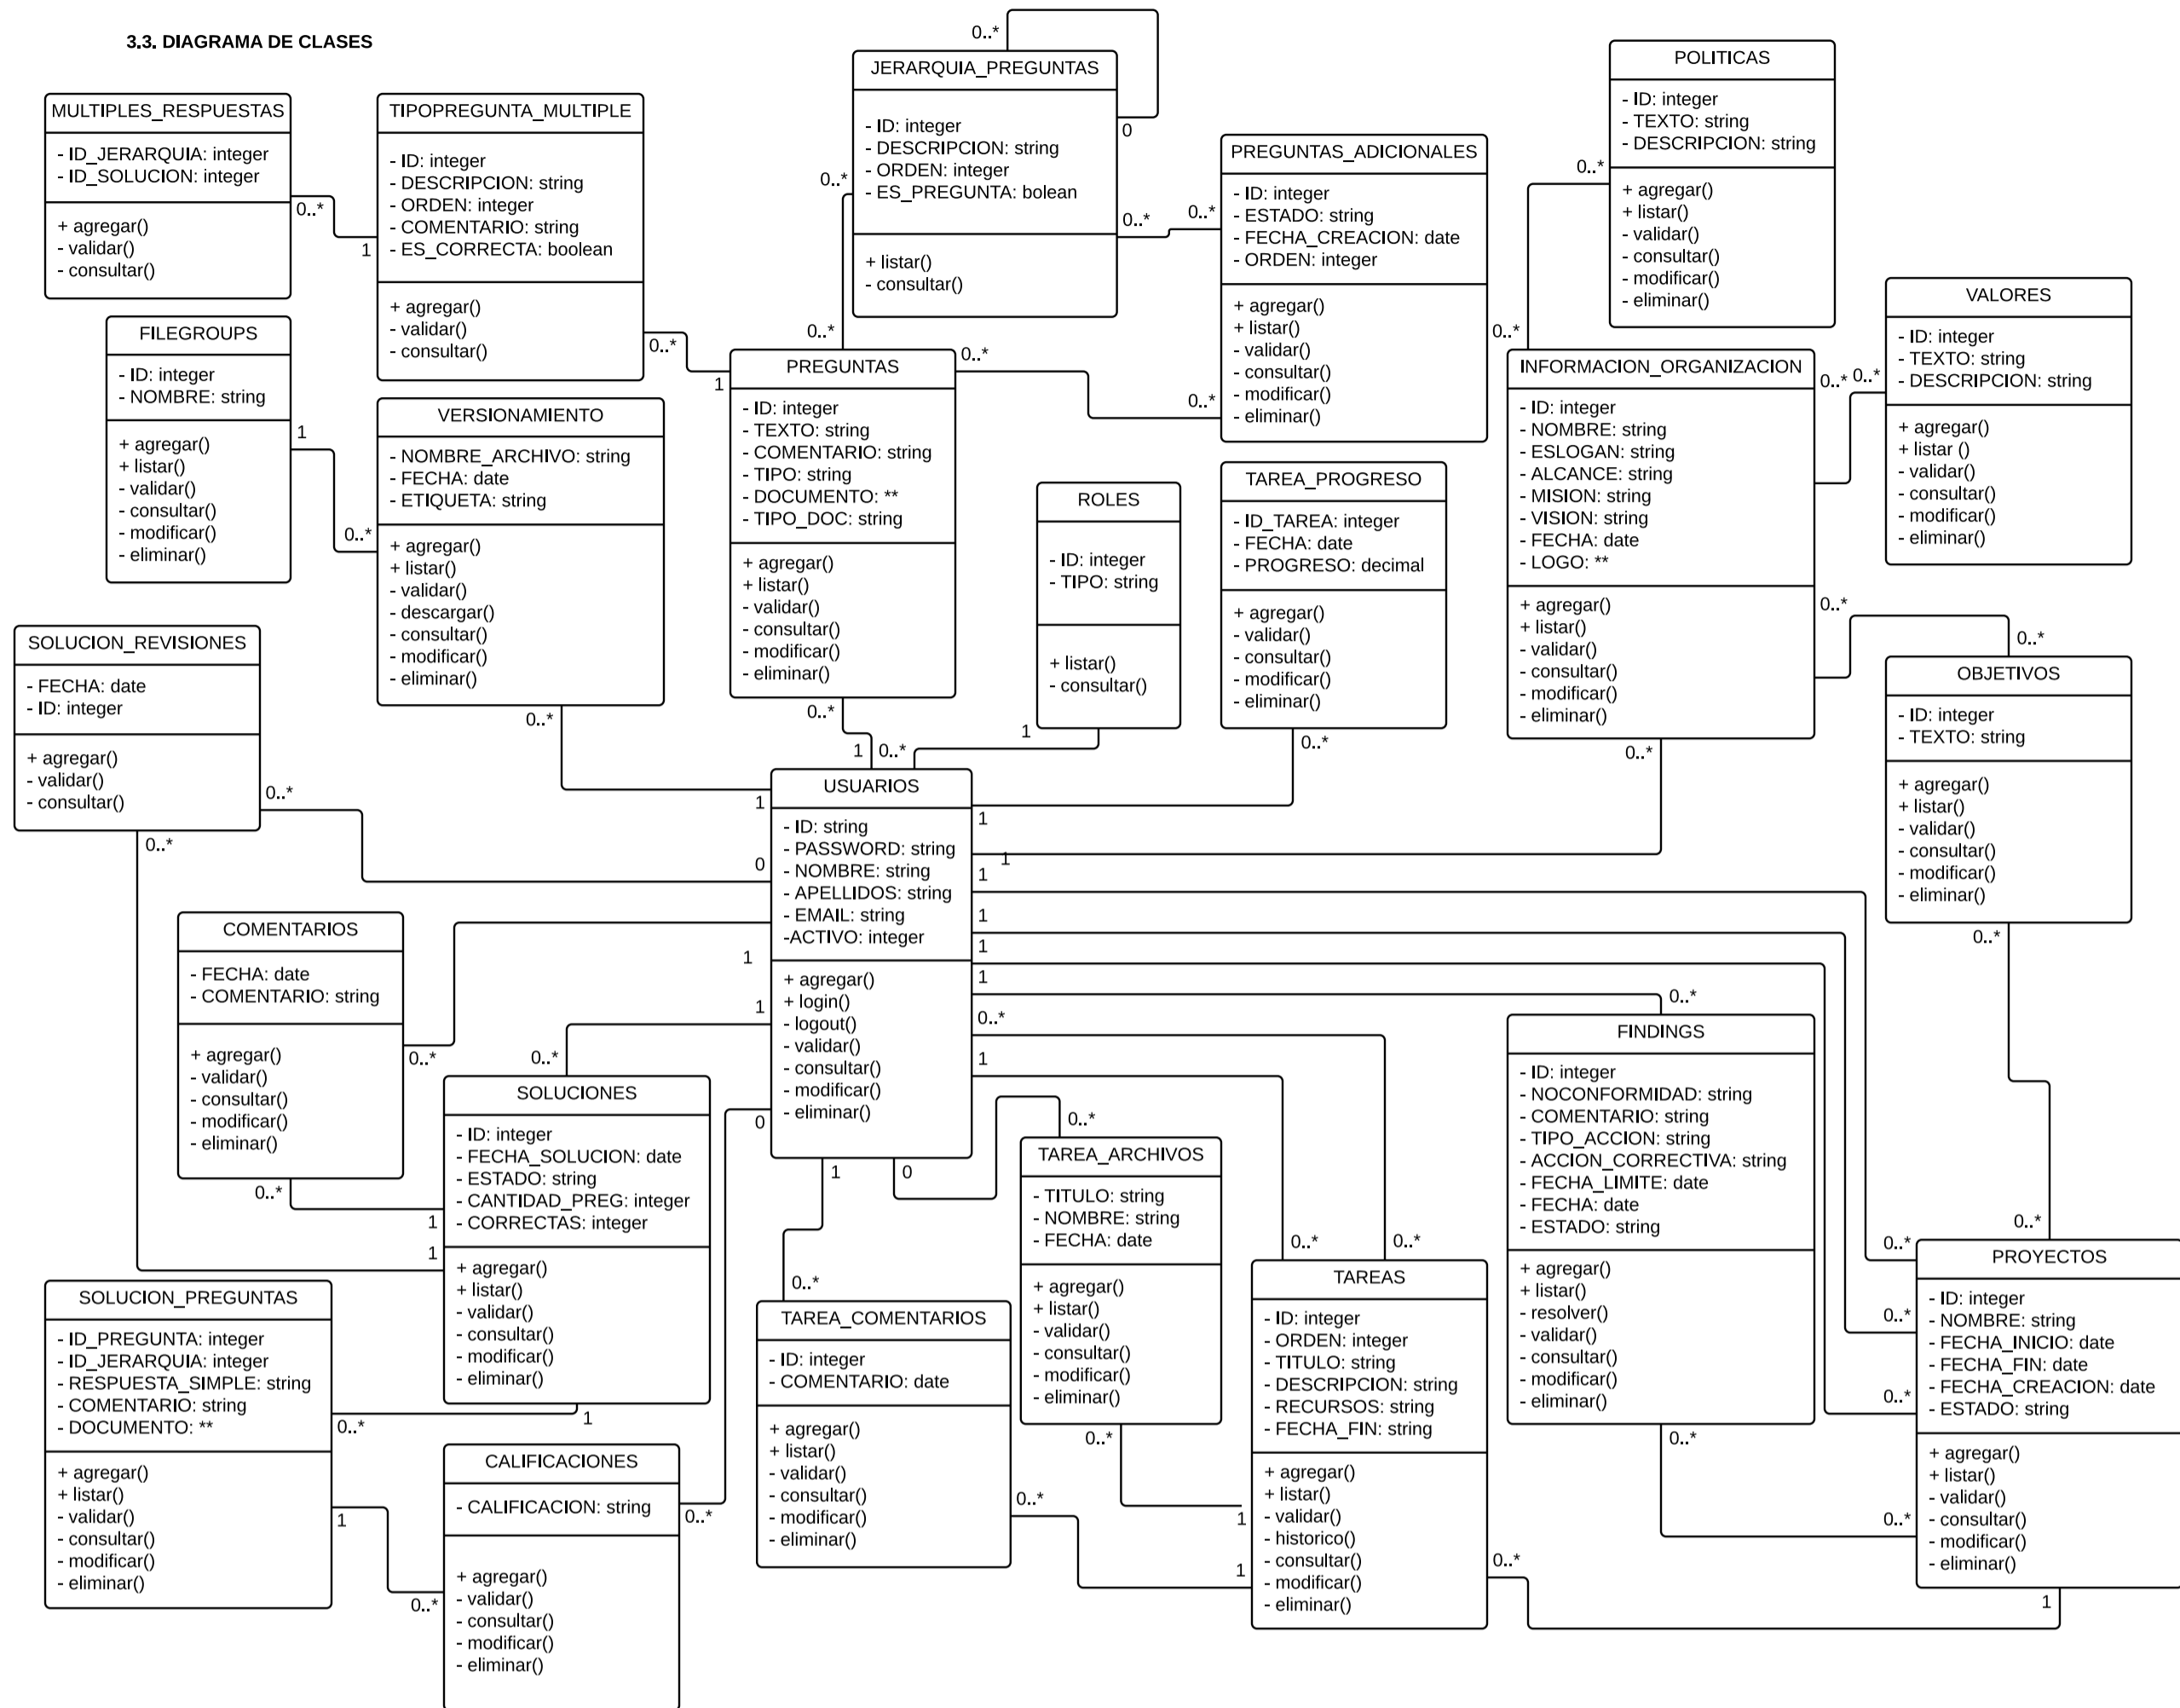 3.3. DIAGRAMA DE CLASES
MULTIPLES_RESPUESTAS
- ID_JERARQUIA: integer
- ID_SOLUCION: integer
+ agregar()
- validar()
- consultar()
0..*
1
TIPOPREGUNTA_MULTIPLE
- ID: integer
- DESCRIPCION: string
- ORDEN: integer
- COMENTARIO: string
- ES_CORRECTA: boolean
+ agregar()
- validar()
- consultar()
0..*
1
0..*
JERARQUIA_PREGUNTAS
- ID: integer
- DESCRIPCION: string
- ORDEN: integer
- ES_PREGUNTA: bolean
+ listar()
- consultar()
0
0..*
0..*
0..*
0..*
PREGUNTAS_ADICIONALES
- ID: integer
- ESTADO: string
- FECHA_CREACION: date
- ORDEN: integer
+ agregar()
+ listar()
- validar()
- consultar()
- modificar()
- eliminar()
0..*
0..*
POLITICAS
- ID: integer
- TEXTO: string
- DESCRIPCION: string
+ agregar()
+ listar()
- validar()
- consultar()
- modificar()
- eliminar()
0..*
0..*
VALORES
- ID: integer
- TEXTO: string
- DESCRIPCION: string
+ agregar()
+ listar ()
- validar()
- consultar()
- modificar()
- eliminar()
0..*
0..*
FILEGROUPS
- ID: integer
- NOMBRE: string
+ agregar()
+ listar()
- validar()
- consultar()
- modificar()
- eliminar()
1
0..*
VERSIONAMIENTO
- NOMBRE_ARCHIVO: string
- FECHA: date
- ETIQUETA: string
+ agregar()
+ listar()
- validar()
- descargar()
- consultar()
- modificar()
- eliminar()
0..*
1
PREGUNTAS
- ID: integer
- TEXTO: string
- COMENTARIO: string
- TIPO: string
- DOCUMENTO: **
- TIPO_DOC: string
+ agregar()
+ listar()
- validar()
- consultar()
- modificar()
- eliminar()
0..*
1
ROLES
- ID: integer
- TIPO: string
+ listar()
- consultar()
1
0..*
TAREA_PROGRESO
- ID_TAREA: integer
- FECHA: date
- PROGRESO: decimal
+ agregar()
- validar()
- consultar()
- modificar()
- eliminar()
0..*
1
INFORMACION_ORGANIZACION
- ID: integer
- NOMBRE: string
- ESLOGAN: string
- ALCANCE: string
- MISION: string
- VISION: string
- FECHA: date
- LOGO: **
+ agregar()
+ listar()
- validar()
- consultar()
- modificar()
- eliminar()
0..*
1
0..*
0..*
OBJETIVOS
- ID: integer
- TEXTO: string
+ agregar()
+ listar()
- validar()
- consultar()
- modificar()
- eliminar()
0..*
0..*
SOLUCION_REVISIONES
- FECHA: date
- ID: integer
+ agregar()
- validar()
- consultar()
0..*
0
0..*
1
USUARIOS
- ID: string
- PASSWORD: string
- NOMBRE: string
- APELLIDOS: string
- EMAIL: string
-ACTIVO: integer
+ agregar()
+ login()
- logout()
- validar()
- consultar()
- modificar()
- eliminar()
1
1
1
1
0..*
1
1
1
0
1
0
COMENTARIOS
- FECHA: date
- COMENTARIO: string
+ agregar()
- validar()
- consultar()
- modificar()
- eliminar()
0..*
0..*
1
SOLUCIONES
- ID: integer
- FECHA_SOLUCION: date
- ESTADO: string
- CANTIDAD_PREG: integer
- CORRECTAS: integer
+ agregar()
+ listar()
- validar()
- consultar()
- modificar()
- eliminar()
0..*
1
FINDINGS
- ID: integer
- NOCONFORMIDAD: string
- COMENTARIO: string
- TIPO_ACCION: string
- ACCION_CORRECTIVA: string
- FECHA_LIMITE: date
- FECHA: date
- ESTADO: string
+ agregar()
+ listar()
- resolver()
- validar()
- consultar()
- modificar()
- eliminar()
0..*
0..*
0..*
TAREA_ARCHIVOS
- TITULO: string
- NOMBRE: string
- FECHA: date
+ agregar()
+ listar()
- validar()
- consultar()
- modificar()
- eliminar()
0..*
0..*
1
TAREAS
- ID: integer
- ORDEN: integer
- TITULO: string
- DESCRIPCION: string
- RECURSOS: string
- FECHA_FIN: string
+ agregar()
+ listar()
- validar()
- historico()
- consultar()
- modificar()
- eliminar()
0..*
0..*
0..*
1
PROYECTOS
- ID: integer
- NOMBRE: string
- FECHA_INICIO: date
- FECHA_FIN: date
- FECHA_CREACION: date
- ESTADO: string
+ agregar()
+ listar()
- validar()
- consultar()
- modificar()
- eliminar()
0..*
0..*
0..*
SOLUCION_PREGUNTAS
- ID_PREGUNTA: integer
- ID_JERARQUIA: integer
- RESPUESTA_SIMPLE: string
- COMENTARIO: string
- DOCUMENTO: **
+ agregar()
+ listar()
- validar()
- consultar()
- modificar()
- eliminar()
0..*
1
0..*
CALIFICACIONES
- CALIFICACION: string
+ agregar()
- validar()
- consultar()
- modificar()
- eliminar()
0..*
TAREA_COMENTARIOS
- ID: integer
- COMENTARIO: date
+ agregar()
+ listar()
- validar()
- consultar()
- modificar()
- eliminar()
0..*
0..*
1